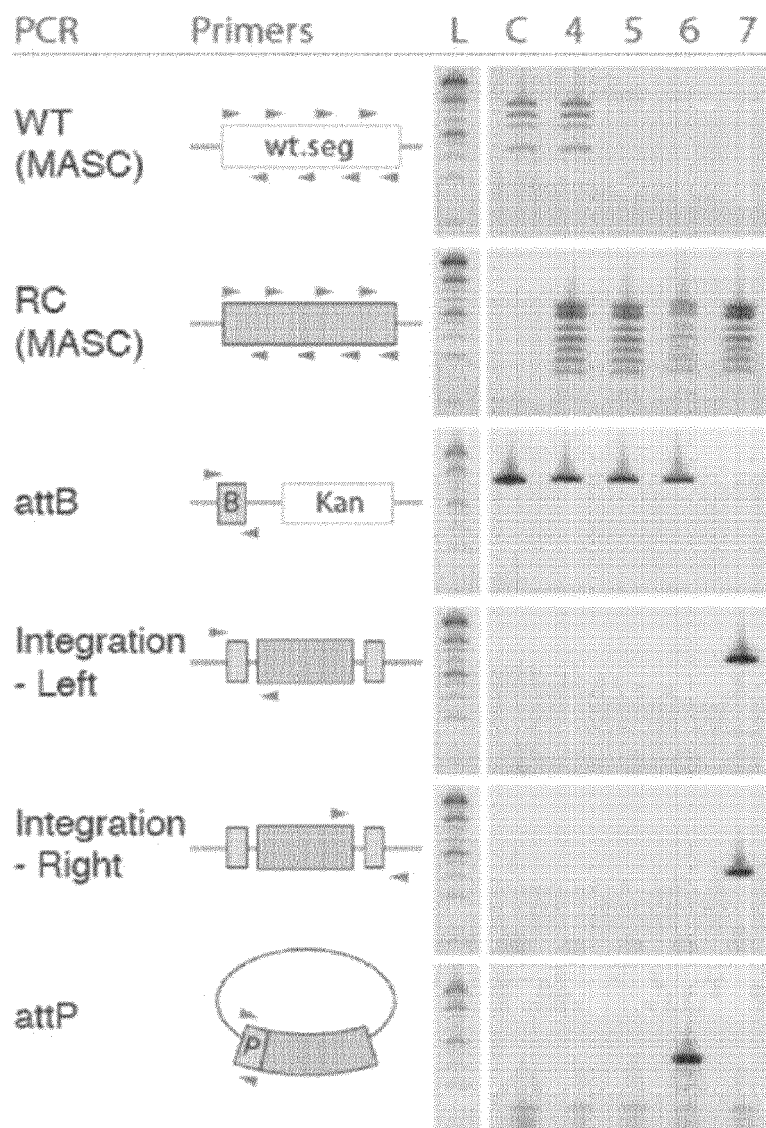 PCR Primers L C 4 5 6 7
WT
(MASC)
wt.seg
RC
(MASC)
attB
B Kan
Integration
- Left
Integration
- Right
attP
P